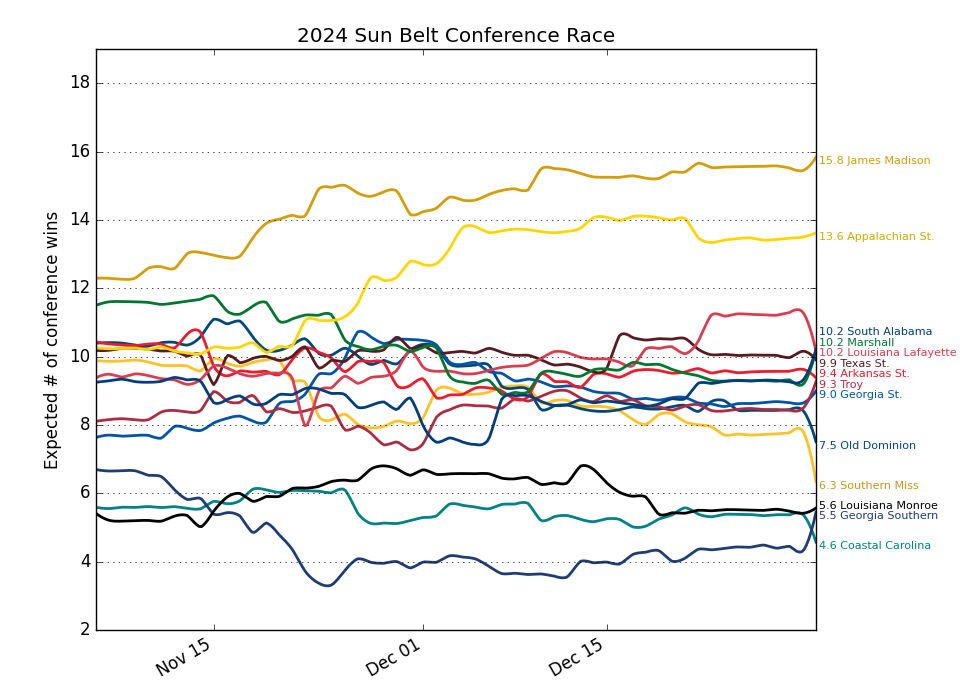 2024 Sun Belt Conference Race
Expected # of conference wins
18
16
14
12
10
8
6
4
2
Nov 15
Dec 01
Dec 15
15.8 James Madison
13.6 Appalachian St.
10.2 South Alabama
10.2 Marshall
10.2 Louisiana Lafayette
9.9 Texas St.
9.4 Arkansas St.
9.3 Troy
9.0 Georgia St.
7.5 Old Dominion
6.3 Southern Miss
5.6 Louisiana Monroe
5.5 Georgia Southern
4.6 Coastal Carolina